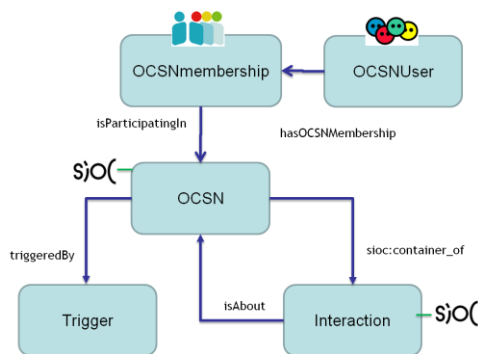 OCSNmembership
OCSNUser
isParticipatingIn
hasOCSNMembership
OCSN
triggeredBy
sioc:container_of
isAbout
Trigger
Interaction